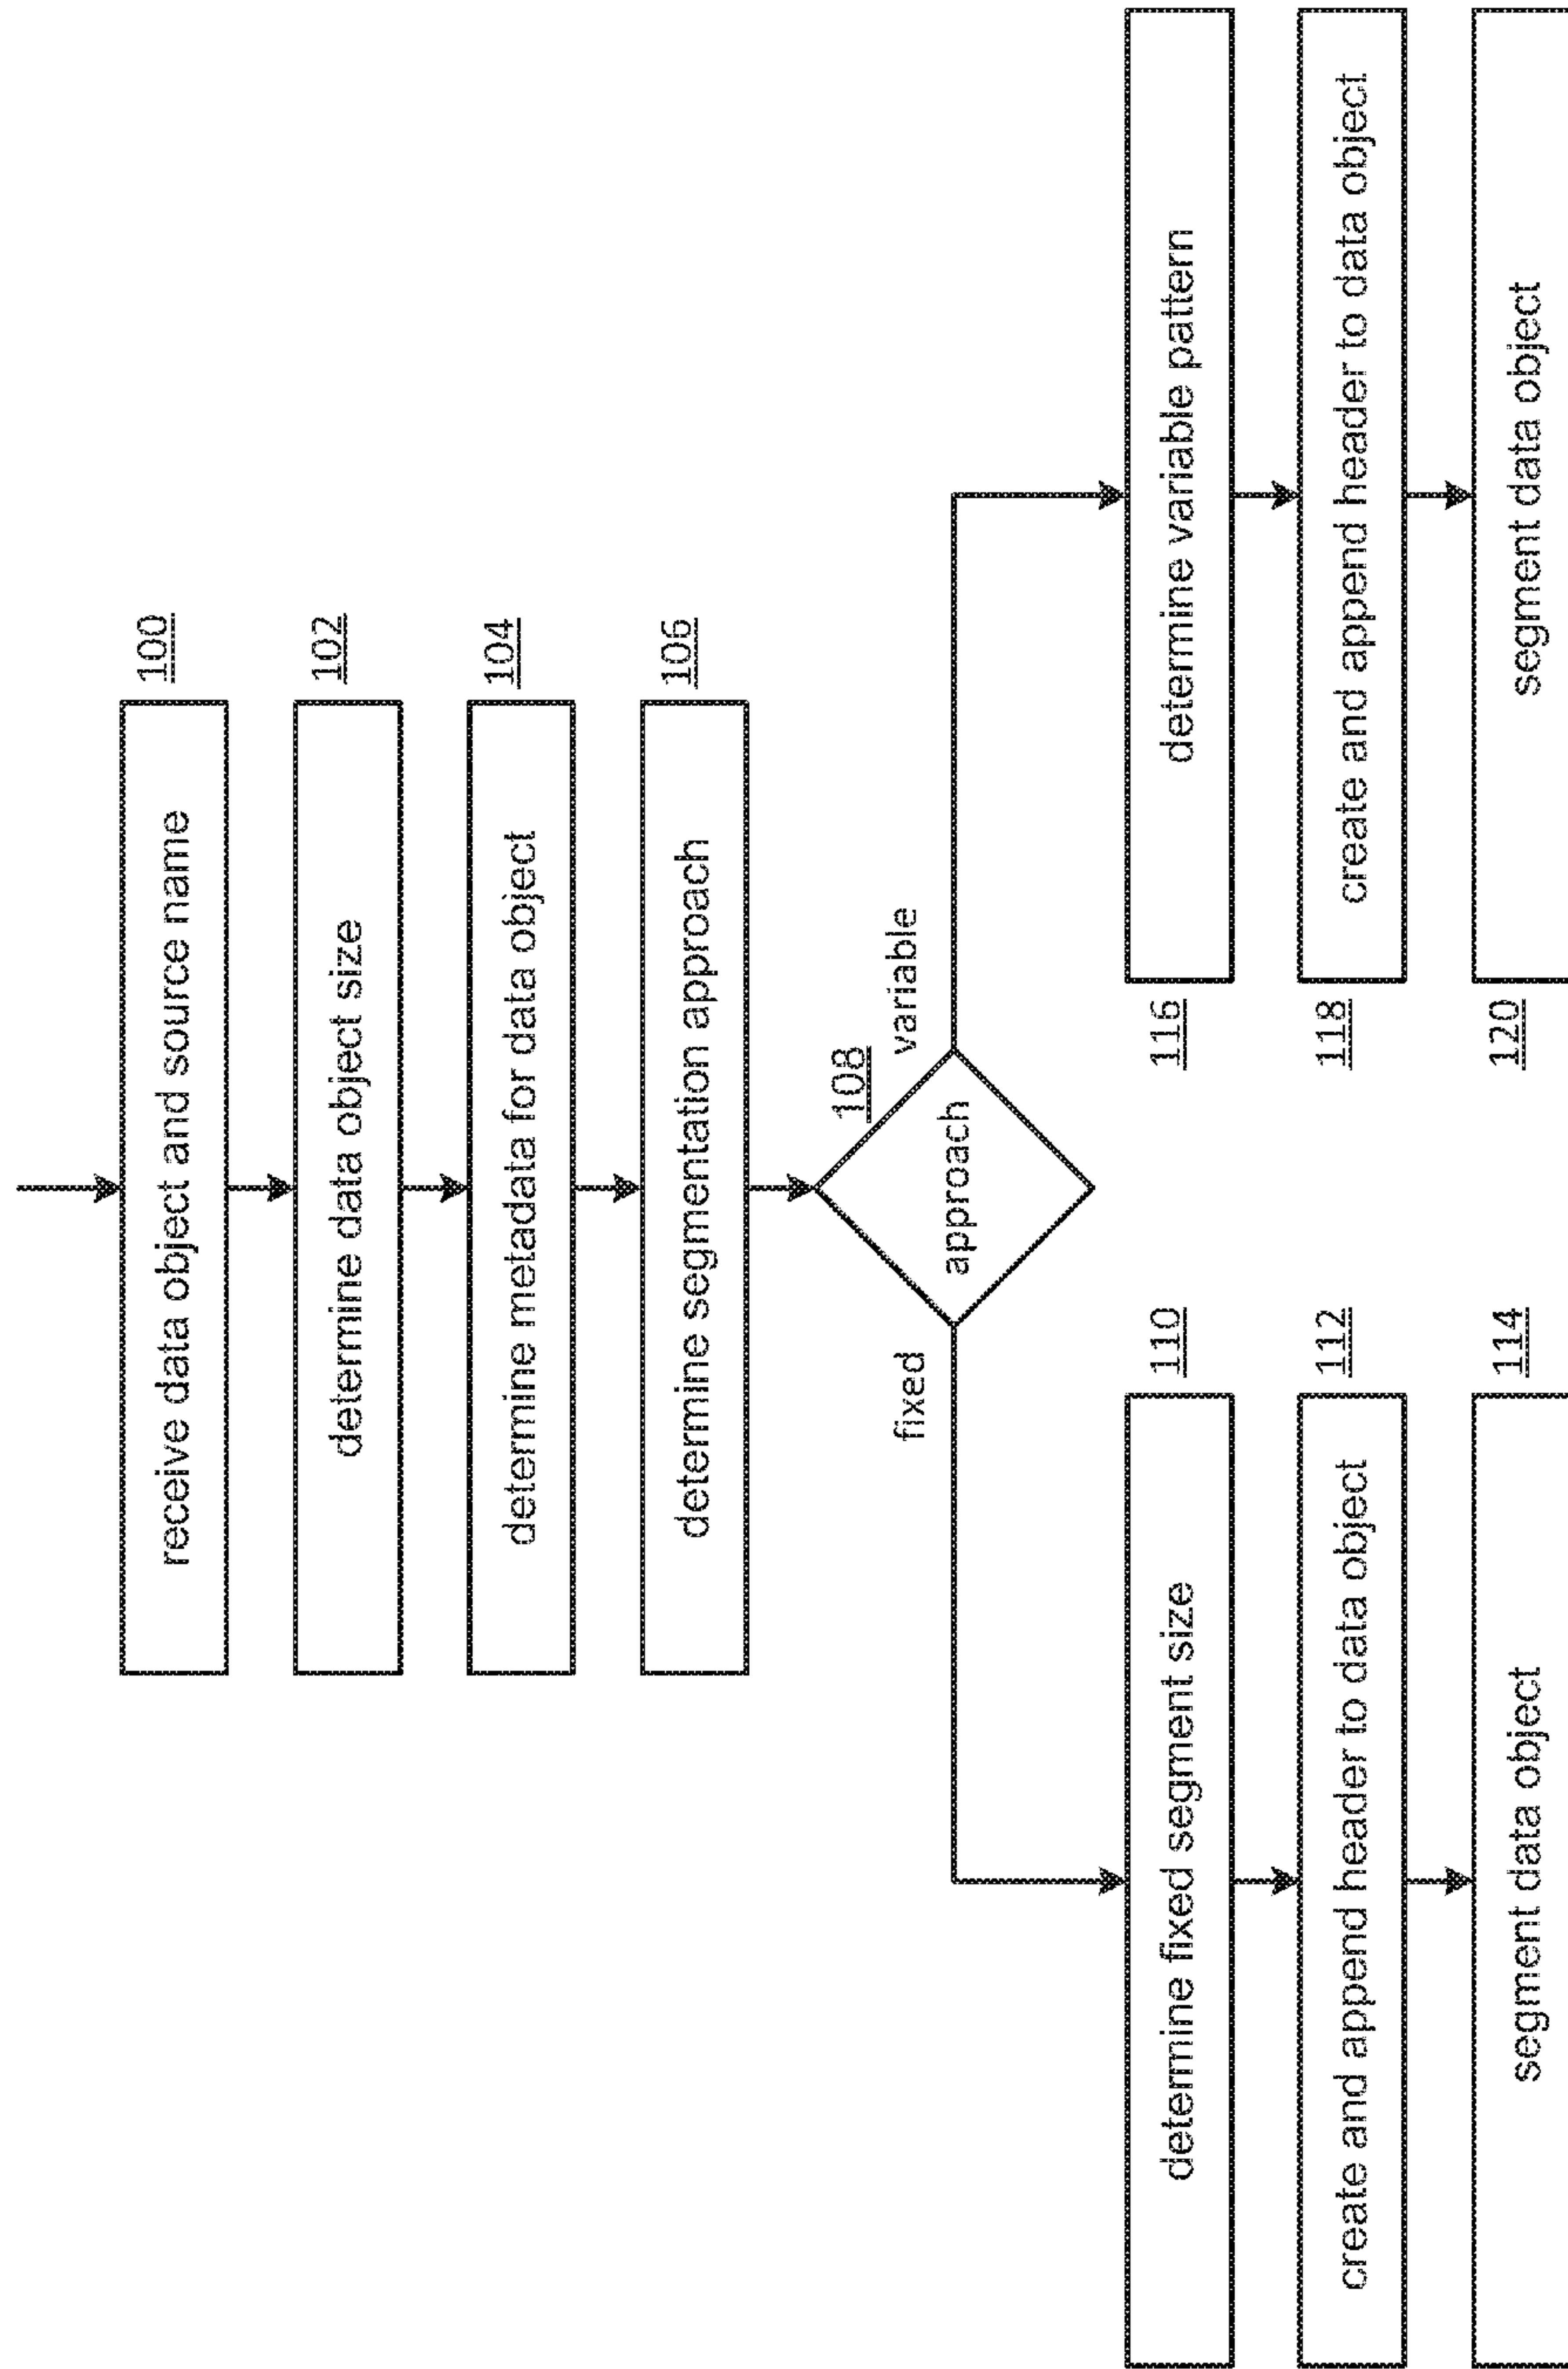 100
receive data object and source name
102
determine data object size
104
determine metadata for data object
106
determine segmentation approach
108
approach
fixed
variable
110
determine fixed segment size
112
create and append header to data object
114
segment data object
116
determine variable pattern
118
create and append header to data object
120
segment data object